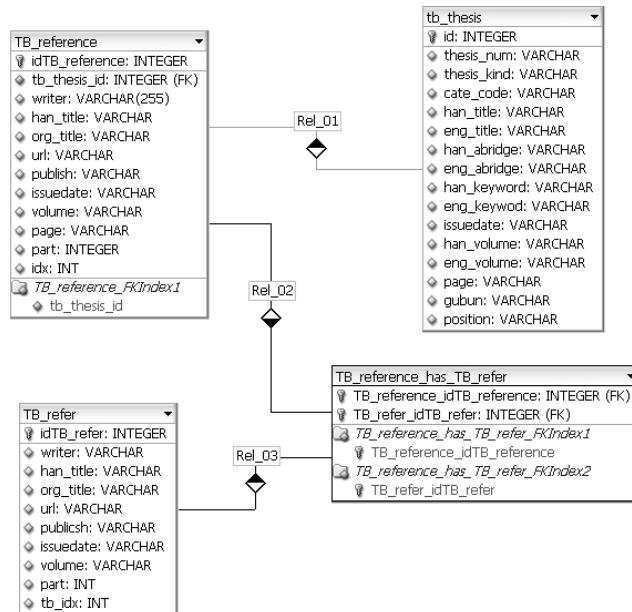 TB_reference
idTB_reference: INTEGER
tb_thesis_id: INTEGER (FK)
writer: VARCHAR(255)
han_title: VARCHAR
org_title: VARCHAR
url: VARCHAR
publish: VARCHAR
issuedate: VARCHAR
volume: VARCHAR
page: VARCHAR
part: INTEGER
idx: INT
TB_reference_FKIndex1
tb_thesis_id
Rel_01
tb_thesis
id: INTEGER
thesis_num: VARCHAR
thesis_kind: VARCHAR
cate_code: VARCHAR
han_title: VARCHAR
eng_title: VARCHAR
han_abridge: VARCHAR
eng_abridge: VARCHAR
han_keyword: VARCHAR
eng_keywod: VARCHAR
issuedate: VARCHAR
han_volume: VARCHAR
eng_volume: VARCHAR
page: VARCHAR
gubun: VARCHAR
position: VARCHAR
Rel_02
TB_reference_has_TB_refer
TB_reference_idTB_reference: INTEGER (FK)
TB_refer_idTB_refer: INTEGER (FK)
TB_reference_has_TB_refer_FKIndex1
TB_reference_idTB_reference
TB_reference_has_TB_refer_FKIndex2
TB_refer_idTB_refer
Rel_03
TB_refer
idTB_refer: INTEGER
writer: VARCHAR
han_title: VARCHAR
org_title: VARCHAR
url: VARCHAR
publicsh: VARCHAR
issuedate: VARCHAR
volume: VARCHAR
part: INT
tb_idx: INT